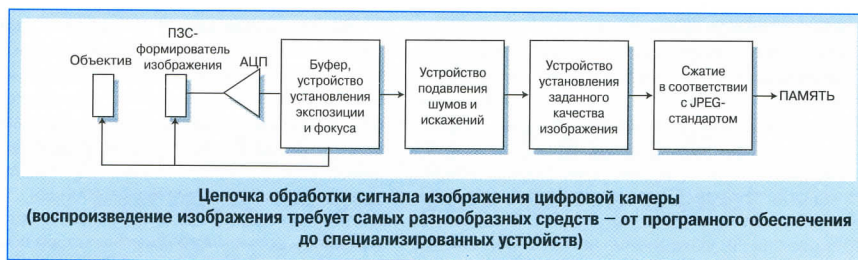 Объектив
ПЗС-
формирователь
изображения
АЦП
Буфер,
устройство
установления
экспозиции
и фокуса
Устройство
подавления
шумов и
искажений
Устройство
установления
заданного
качества
изображения
Сжатие
в соответствии
с JPEG-
стандартом
ПАМЯТЬ
Цепочка обработки сигнала изображения цифровой камеры
(воспроизведение изображения требует самых разнообразных средств — от програмного обеспечения
до специализированных устройств)